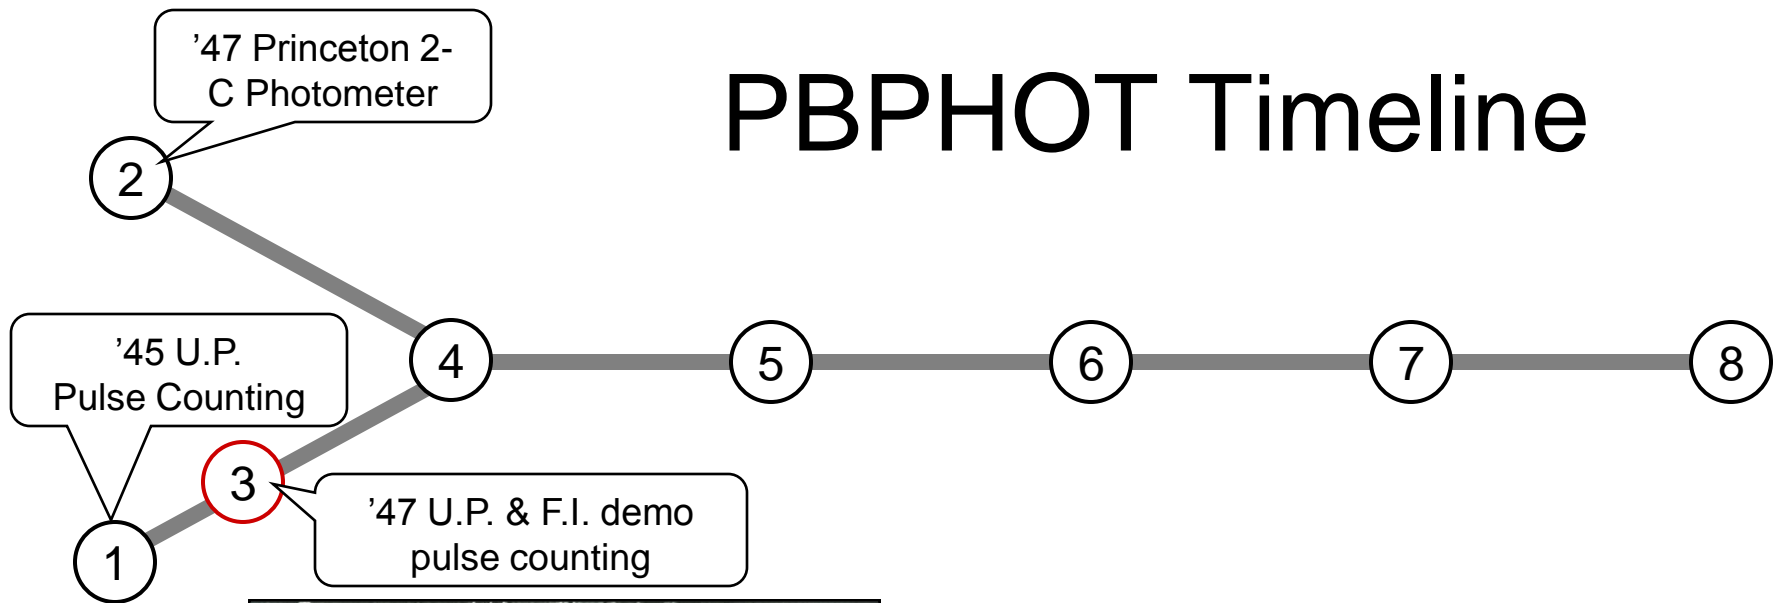 ’47 Princeton 2-
C Photometer
PBPHOT Timeline
2
’45 U.P.
Pulse Counting
4
5
6
7
8
3
’47 U.P. & F.I. demo
pulse counting
1